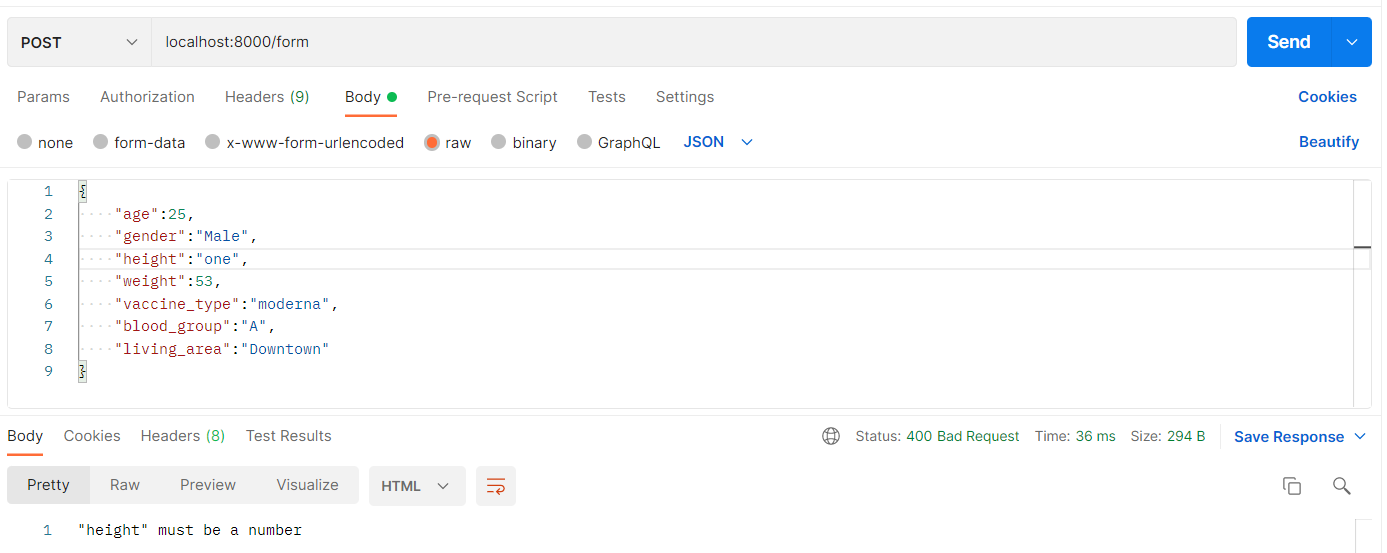 POST localhost:8000/form Send
Params Authorization Headers (9) Body Pre-request Script Tests Settings Cookies
none form-data x-www-form-urlencoded raw binary GraphQL JSON Beautify
1 {
2 ····"age":25,
3 ····"gender":"Male",
4 ····"height":"one",
5 ····"weight":53,
6 ····"vaccine_type":"moderna",
7 ····"blood_group":"A",
8 ····"living_area":"Downtown"
9 }
Body Cookies Headers (8) Test Results Status: 400 Bad Request Time: 36 ms Size: 294 B Save Response
Pretty Raw Preview Visualize HTML
1 "height" must be a number